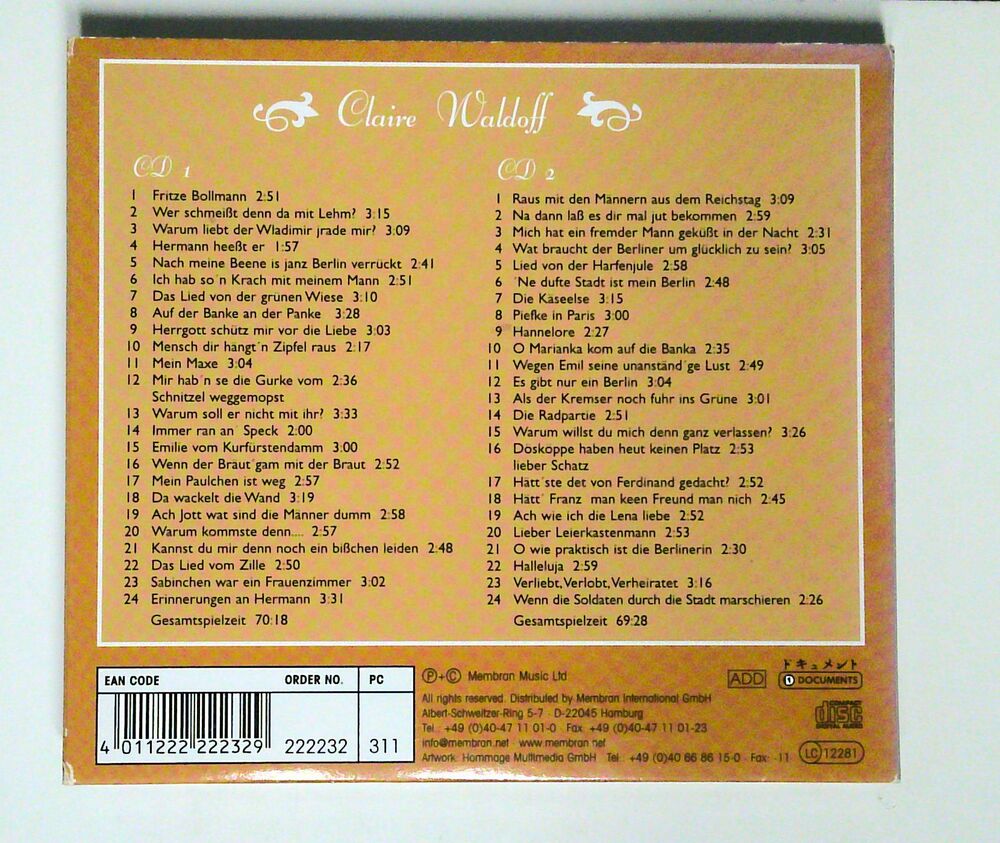 Claire Waldoff
CD 1
1 Fritze Bollmann 2:51
2 Wer schmeißt denn da mit Lehm? 3:15
3 Warum liebt der Wladimir jrade mir? 3:09
4 Hermann heeßt er 1:57
5 Nach meine Beene is janz Berlin verrückt 2:41
6 Ich hab so'n Krach mit meinem Mann 2:51
7 Das Lied von der grünen Wiese 3:10
8 Auf der Banke an der Panke 3:28
9 Herrgott schütz mir vor die Liebe 3:03
10 Mensch dir hängt'n Zipfel raus 2:17
11 Mein Maxe 3:04
12 Mir hab'n se die Gurke vom 2:36
Schnitzel weggemopst
13 Warum soll er nicht mit ihr? 3:33
14 Immer ran an' Speck 2:00
15 Emilie vom Kurfürstendamm 3:00
16 Wenn der Bräut'gam mit der Braut 2:52
17 Mein Paulchen ist weg 2:57
18 Da wackelt die Wand 3:19
19 Ach Jott wat sind die Männer dumm 2:58
20 Warum kommste denn.... 2:57
21 Kannst du mir denn noch ein bißchen leiden 2:48
22 Das Lied vom Zille 2:50
23 Sabinchen war ein Frauenzimmer 3:02
24 Erinnerungen an Hermann 3:31
Gesamtspielzeit 70:18
CD 2
1 Raus mit den Männern aus dem Reichstag 3:09
2 Na dann laß es dir mal jut bekommen 2:59
3 Mich hat ein fremder Mann geküßt in der Nacht 2:31
4 Wat braucht der Berliner um glücklich zu sein? 3:05
5 Lied von der Harfenjule 2:58
6 'Ne dufte Stadt ist mein Berlin 2:48
7 Die Käseelse 3:15
8 Piefke in Paris 3:00
9 Hannelore 2:27
10 O Marianka kom auf die Banka 2:35
11 Wegen Emil seine unanständ'ge Lust 2:49
12 Es gibt nur ein Berlin 3:04
13 Als der Kremser noch fuhr ins Grüne 3:01
14 Die Radpartie 2:51
15 Warum willst du mich denn ganz verlassen? 3:26
16 Dösköppe haben heut keinen Platz 2:53
lieber Schatz
17 Hätt'ste det von Ferdinand gedacht? 2:52
18 Hätt' Franz man keen Freund man nich 2:45
19 Ach wie ich die Lena liebe 2:52
20 Lieber Leierkastenmann 2:53
21 O wie praktisch ist die Berlinerin 2:30
22 Halleluja 2:59
23 Verliebt, Verlobt, Verheiratet 3:16
24 Wenn die Soldaten durch die Stadt marschieren 2:26
Gesamtspielzeit 69:28
EAN CODE ORDER NO. PC
4 011222 222329 222232 311
Ⓟ+Ⓒ Membran Music Ltd
All rights reserved. Distributed by Membran International GmbH
Albert-Schweitzer-Ring 5-7 · D-22045 Hamburg
Tel.: +49 (0)40-47 11 01-0 · Fax: +49 (0)40-47 11 01-23
info@membran.net · www.membran.net
Artwork: Hommage Multimedia GmbH Tel.: +49 (0)40 86 86 15-0 · Fax: -11
ADD
ドキュメント
DOCUMENTS
COMPACT
disc
DIGITAL AUDIO
LC 12281